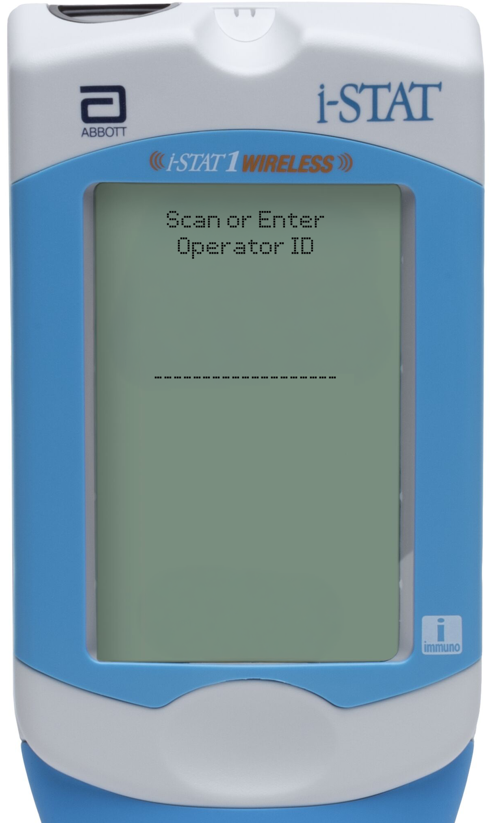 ABBOTT
i-STAT
i-STAT 1 WIRELESS
Scan or Enter
Operator ID
-------------------
i
immuno